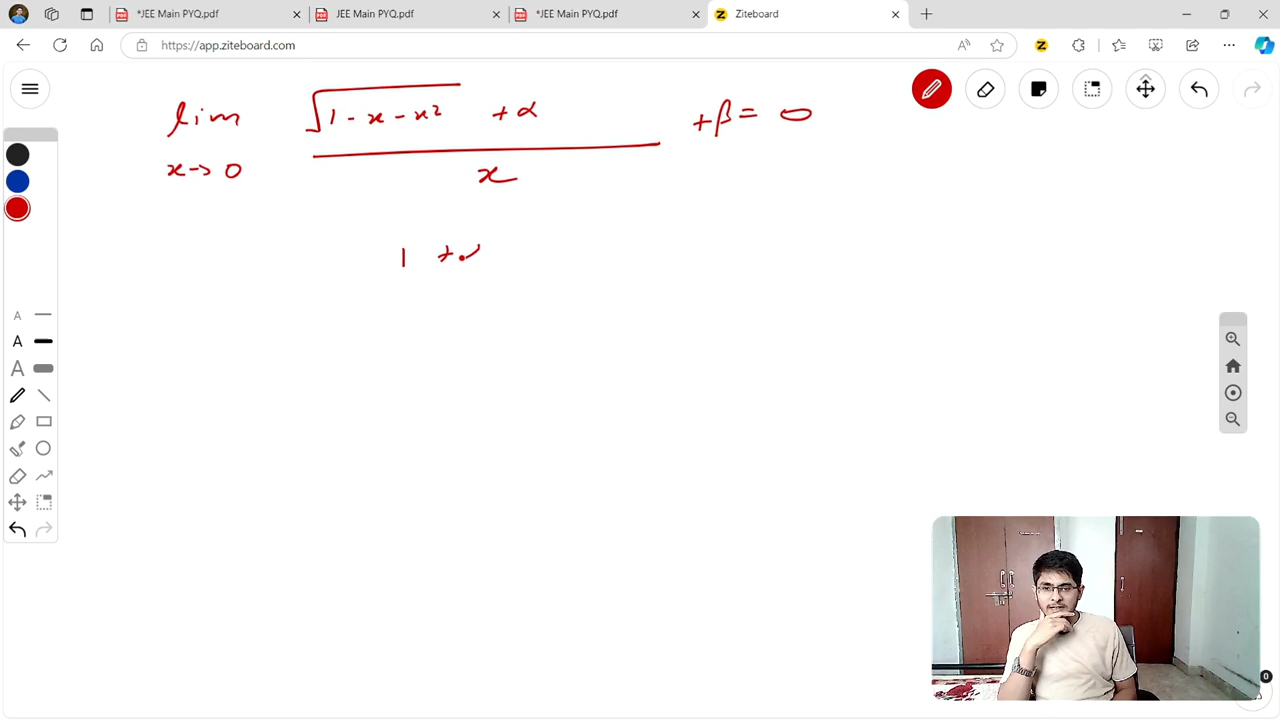 *JEE Main PYQ.pdf
JEE Main PYQ.pdf
*JEE Main PYQ.pdf
Ziteboard
https://app.ziteboard.com
lim √(1 - x - x²) + α + β = 0
x → 0
x
1 +
A
A
A
0